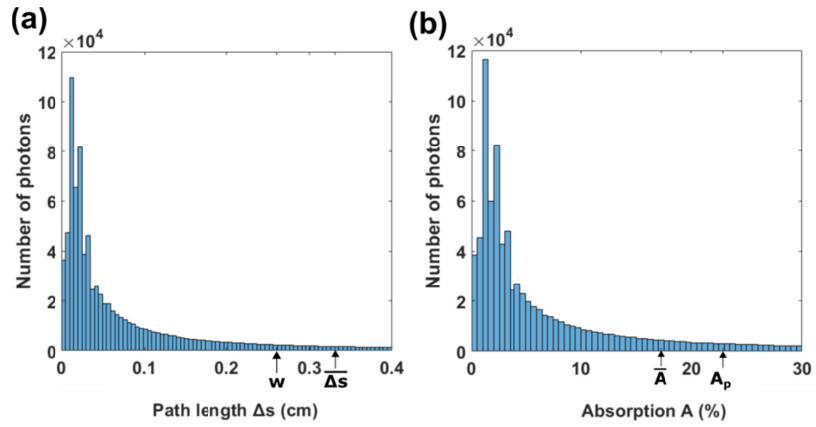 (a)
×10⁴
12
10
8
6
4
2
0
Number of photons
0 0.1 0.2 0.3 0.4
w Δs̅
Path length Δs (cm)
(b)
×10⁴
12
10
8
6
4
2
0
Number of photons
0 10 20 30
A̅ Aₚ
Absorption A (%)